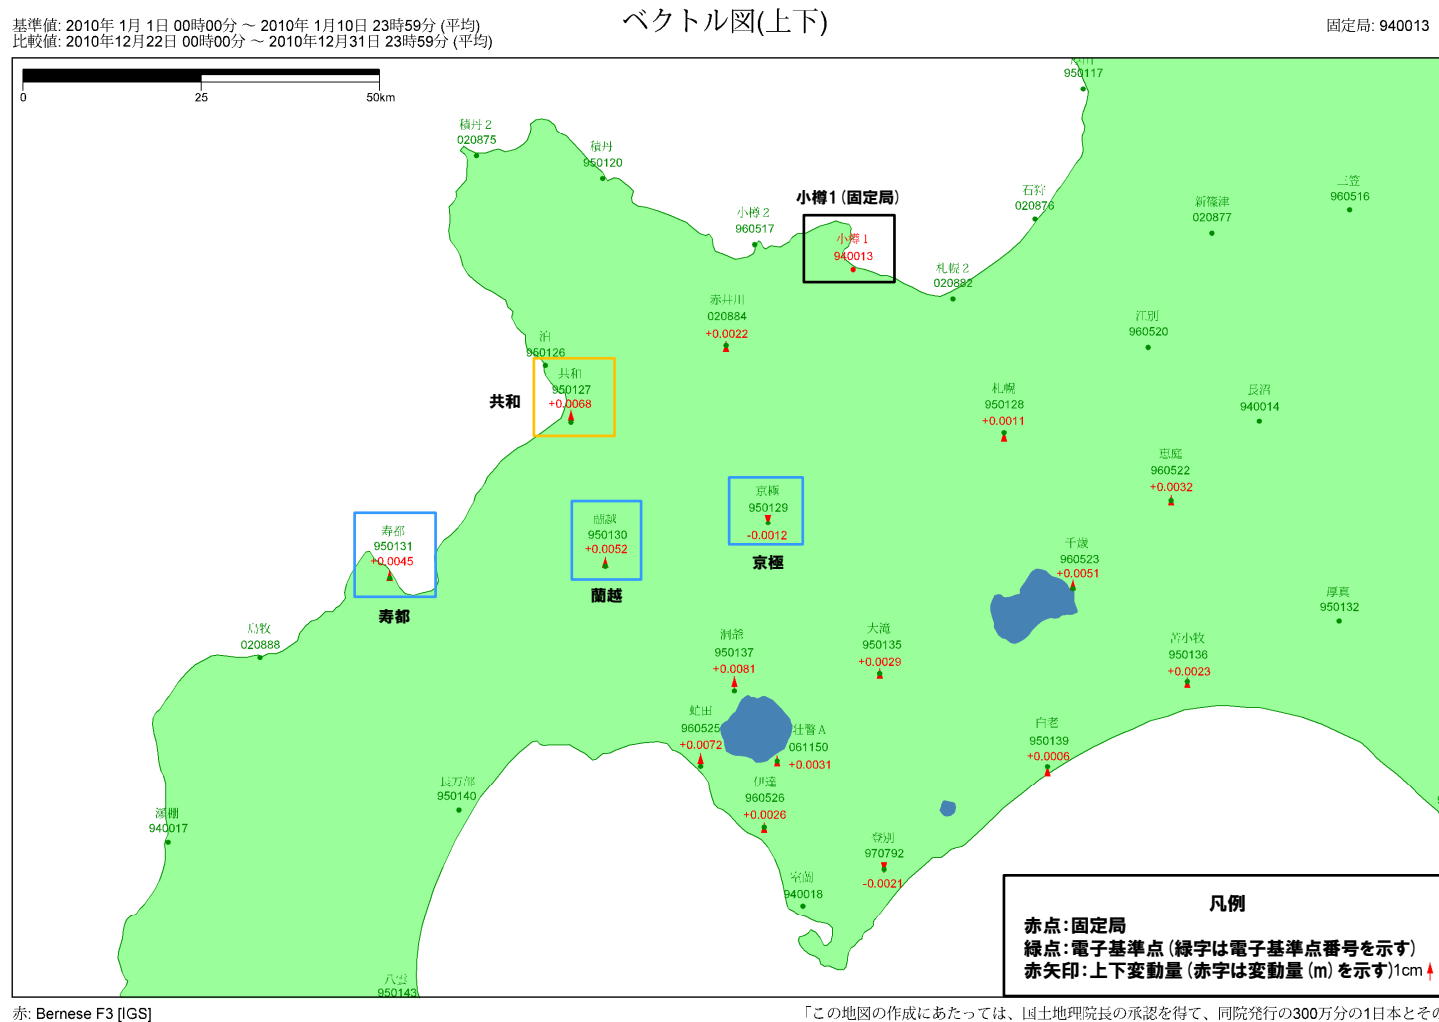 ベクトル図(上下)
基準値: 2010年 1月 1日 00時00分 ～ 2010年 1月10日 23時59分 (平均)
比較値: 2010年12月22日 00時00分 ～ 2010年12月31日 23時59分 (平均)
固定局: 940013
0 25 50km
950117
積丹２
020875
積丹
950120
小樽1(固定局)
小樽２
960517
小樽１
940013
石狩
020876
新篠津
020877
三笠
960516
札幌２
020882
赤井川
020884
+0.0022
江別
960520
泊
950126
共和
共和
950127
+0.0068
札幌
950128
+0.0011
長沼
940014
恵庭
960522
+0.0032
京極
950129
-0.0012
京極
蘭越
950130
+0.0052
蘭越
寿都
950131
+0.0045
寿都
千歳
960523
+0.0051
厚真
950132
島牧
020888
洞爺
950137
+0.0081
大滝
950135
+0.0029
苫小牧
950136
+0.0023
虻田
960525
+0.0072
壮瞥Ａ
061150
+0.0031
白老
950139
+0.0006
伊達
960526
+0.0026
長万部
950140
瀬棚
940017
登別
970792
-0.0021
室蘭
940018
八雲
950143
凡例
赤点:固定局
緑点:電子基準点(緑字は電子基準点番号を示す)
赤矢印:上下変動量(赤字は変動量(m)を示す)1cm
赤: Bernese F3 [IGS]
「この地図の作成にあたっては、国土地理院長の承認を得て、同院発行の300万分の1日本とその